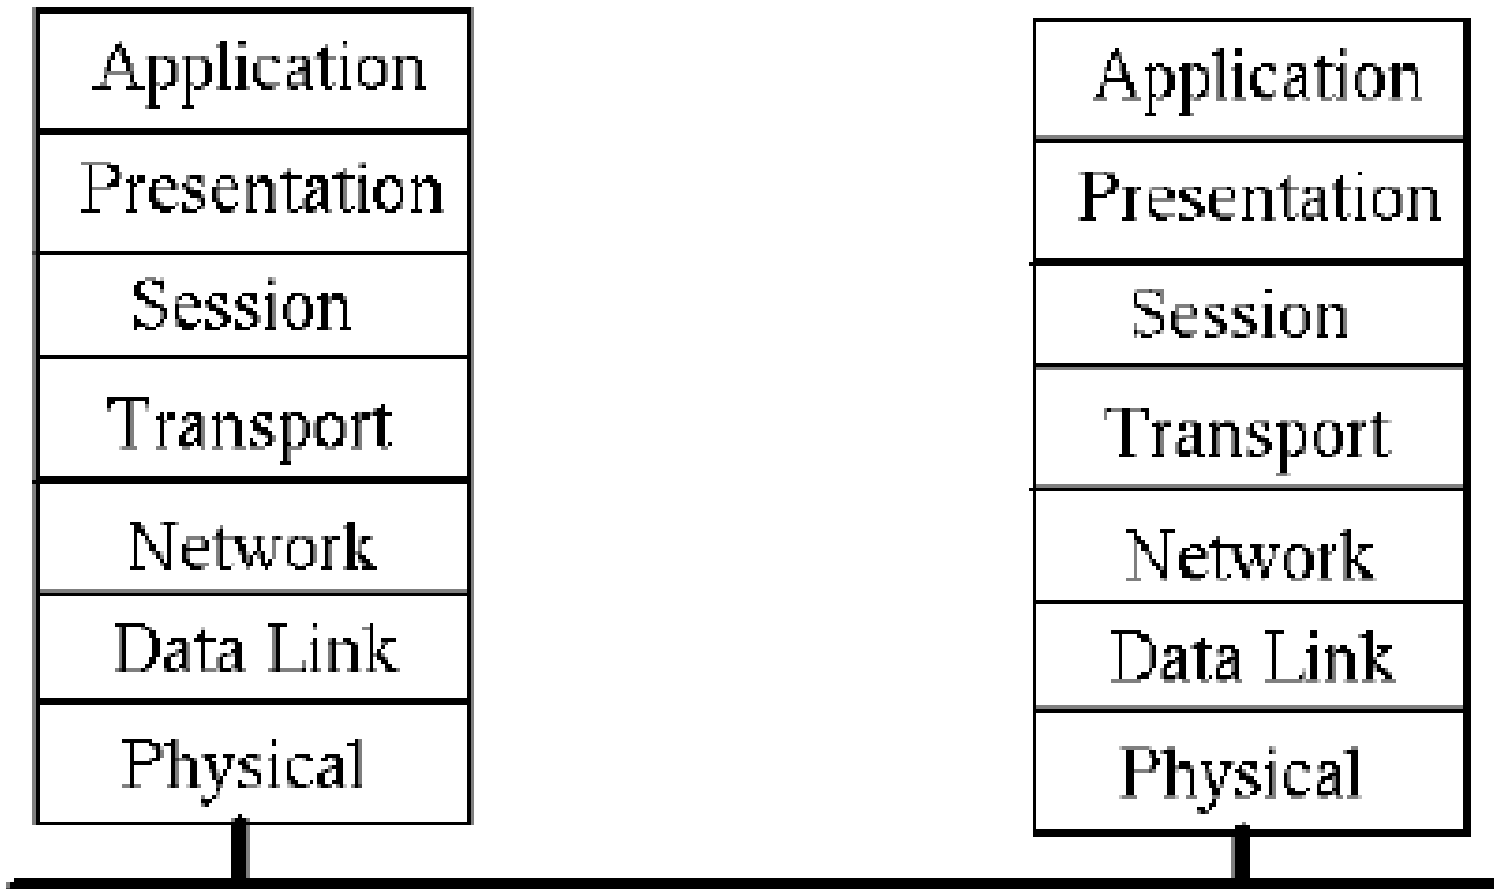 Application
Presentation
Session
Transport
Network
Data Link
Physical
Application
Presentation
Session
Transport
Network
Data Link
Physical